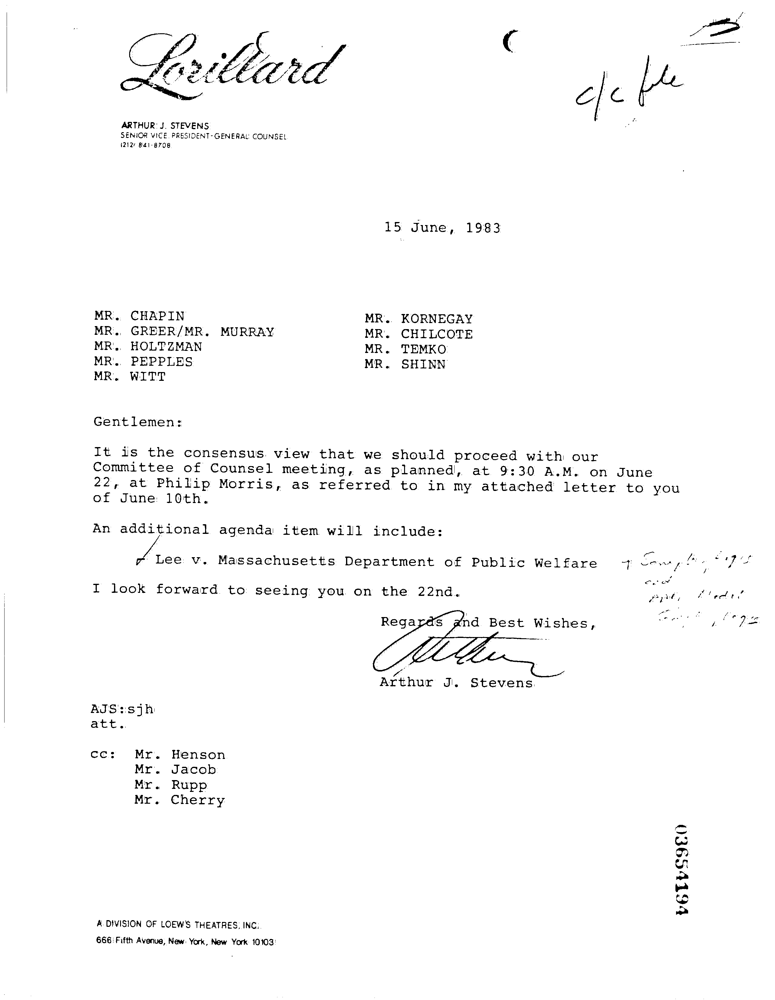 Lorillard
c/c file
ARTHUR J. STEVENS
SENIOR VICE PRESIDENT-GENERAL COUNSEL
(212) 841-8708
15 June, 1983
MR. CHAPIN
MR. GREER/MR. MURRAY
MR. HOLTZMAN
MR. PEPPLES
MR. WITT
MR. KORNEGAY
MR. CHILCOTE
MR. TEMKO
MR. SHINN
Gentlemen:
It is the consensus view that we should proceed with our
Committee of Counsel meeting, as planned, at 9:30 A.M. on June
22, at Philip Morris, as referred to in my attached letter to you
of June 10th.
An additional agenda item will include:
Lee v. Massachusetts Department of Public Welfare
and
I look forward to seeing you on the 22nd.
Regards and Best Wishes,
Arthur
Arthur J. Stevens
AJS:sjh
att.
cc: Mr. Henson
Mr. Jacob
Mr. Rupp
Mr. Cherry
03654194
A DIVISION OF LOEW'S THEATRES, INC.
666 Fifth Avenue, New York, New York 10103